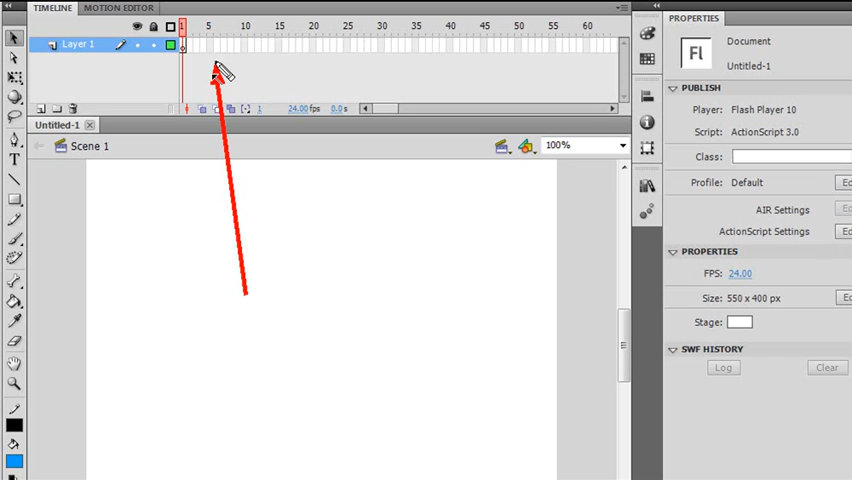 TIMELINE MOTION EDITOR
1 5 10 15 20 25 30 35 40 45 50 55 60
Layer 1
1 24.00 fps 0.0 s
Untitled-1
Scene 1
100%
T
PROPERTIES
Fl
Document
Untitled-1
PUBLISH
Player: Flash Player 10
Script: ActionScript 3.0
Class:
Profile: Default
AIR Settings
ActionScript Settings
PROPERTIES
FPS: 24.00
Size: 550 x 400 px
Stage:
SWF HISTORY
Log Clear